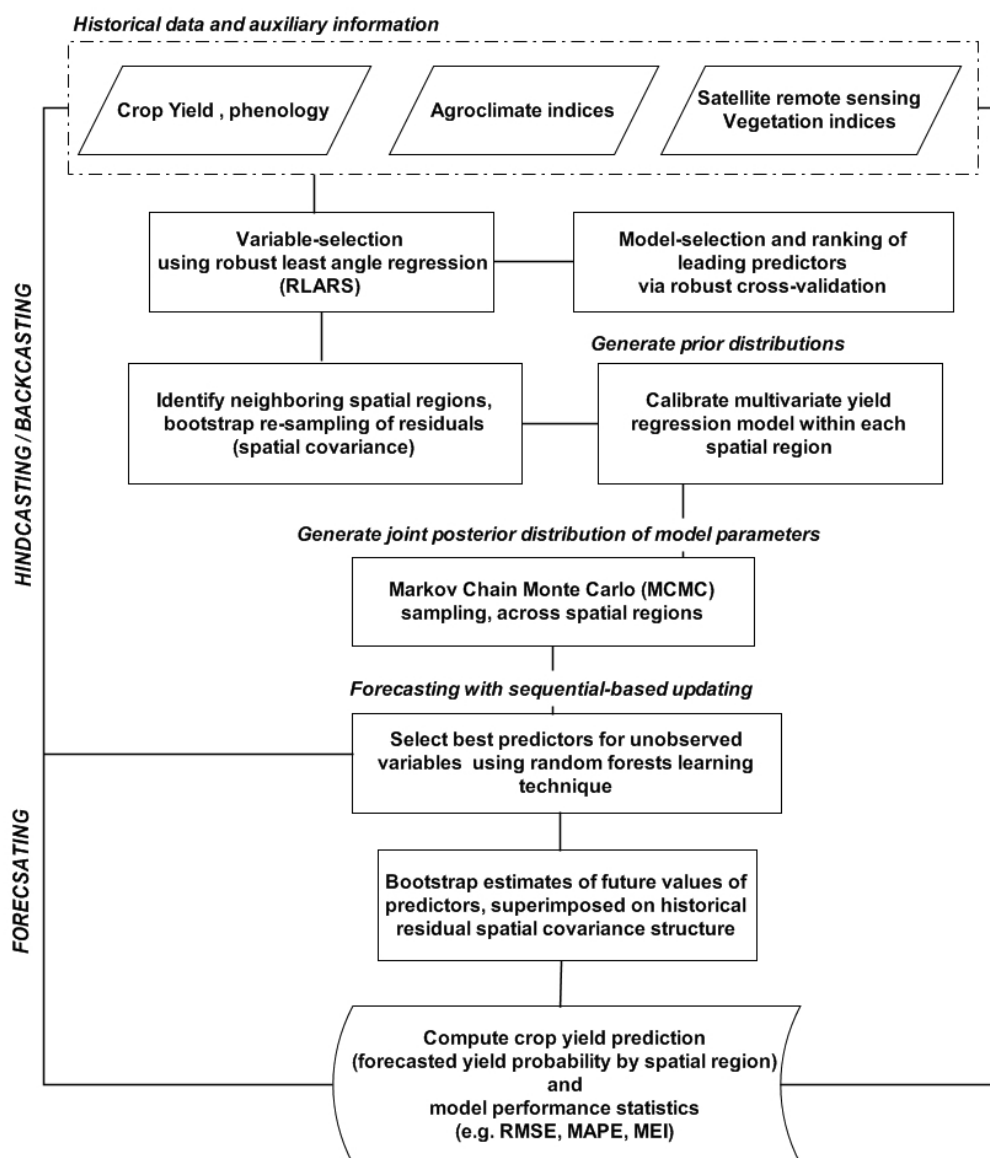 Historical data and auxiliary information
Crop Yield , phenology
Agroclimate indices
Satellite remote sensing
Vegetation indices
Variable-selection
using robust least angle regression
(RLARS)
Model-selection and ranking of
leading predictors
via robust cross-validation
HINDCASTING / BACKCASTING
Generate prior distributions
Identify neighboring spatial regions,
bootstrap re-sampling of residuals
(spatial covariance)
Calibrate multivariate yield
regression model within each
spatial region
Generate joint posterior distribution of model parameters
Markov Chain Monte Carlo (MCMC)
sampling, across spatial regions
Forecasting with sequential-based updating
Select best predictors for unobserved
variables using random forests learning
technique
FORECSATING
Bootstrap estimates of future values of
predictors, superimposed on historical
residual spatial covariance structure
Compute crop yield prediction
(forecasted yield probability by spatial region)
and
model performance statistics
(e.g. RMSE, MAPE, MEI)